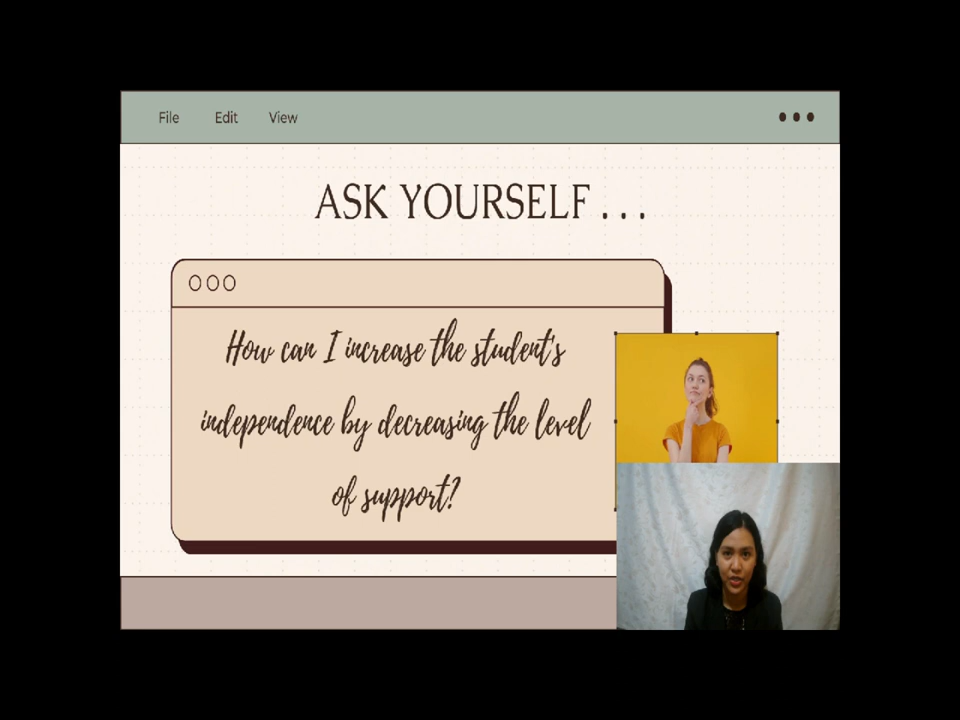 File Edit View
ASK YOURSELF . . .
How can I increase the student's
independence by decreasing the level
of support?